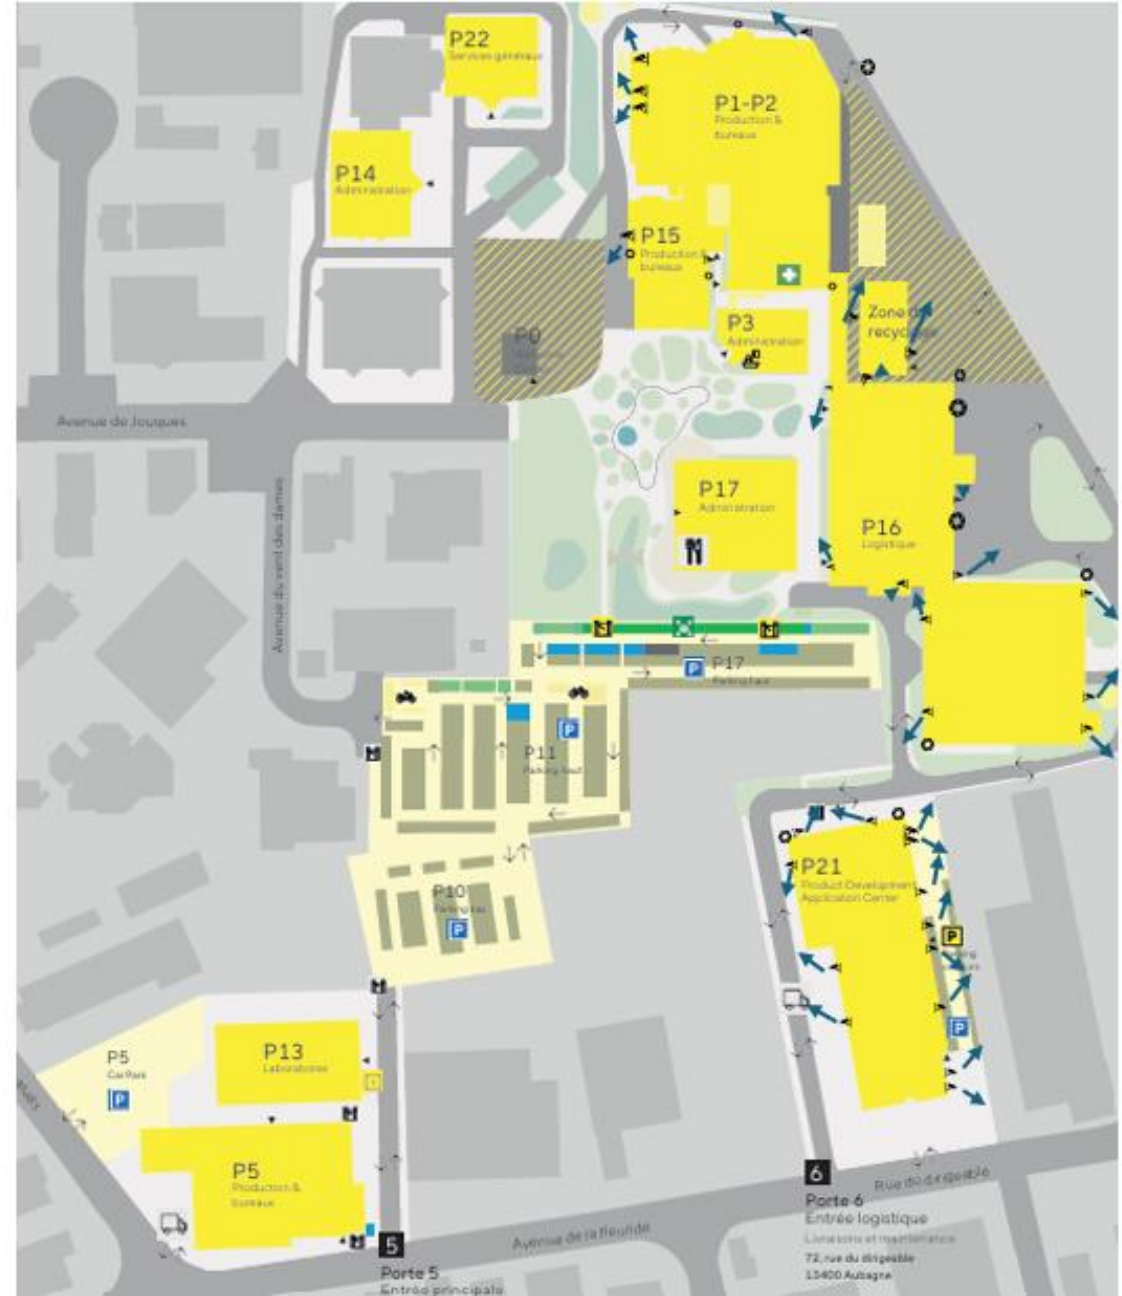 P22
Services généraux
P1-P2
Production &
bureaux
P14
Administration
P15
Production &
bureaux
P0
P3
Administration
Zone de
recyclage
Avenue de Jouques
Avenue du vent des dames
P17
Administration
P16
Logistique
P17
Parking haut
P
P11
Parking haut
P
P10
Parking bas
P
P21
Product Development
Application Center
P
P
P13
Laboratoires
P5
Car Park
P
P5
Production &
bureaux
6
Porte 6
Entrée logistique
Livraisons et maintenance
72, rue du dirigeable
13400 Aubagne
Rue du dirigeable
5
Porte 5
Entrée principale
Avenue de la fleuride